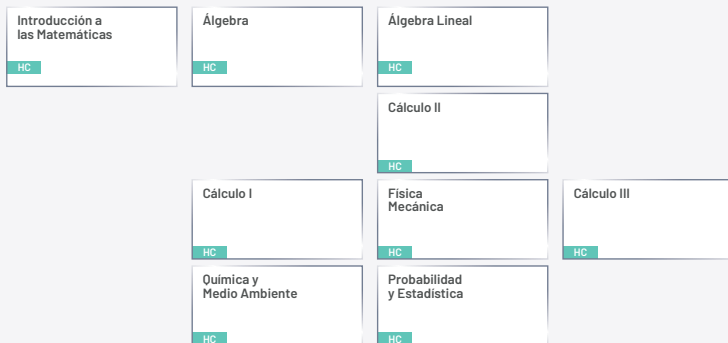 Introducción a
las Matemáticas
HC
Álgebra
HC
Álgebra Lineal
HC
Cálculo II
HC
Cálculo I
HC
Física
Mecánica
HC
Cálculo III
HC
Química y
Medio Ambiente
HC
Probabilidad
y Estadística
HC